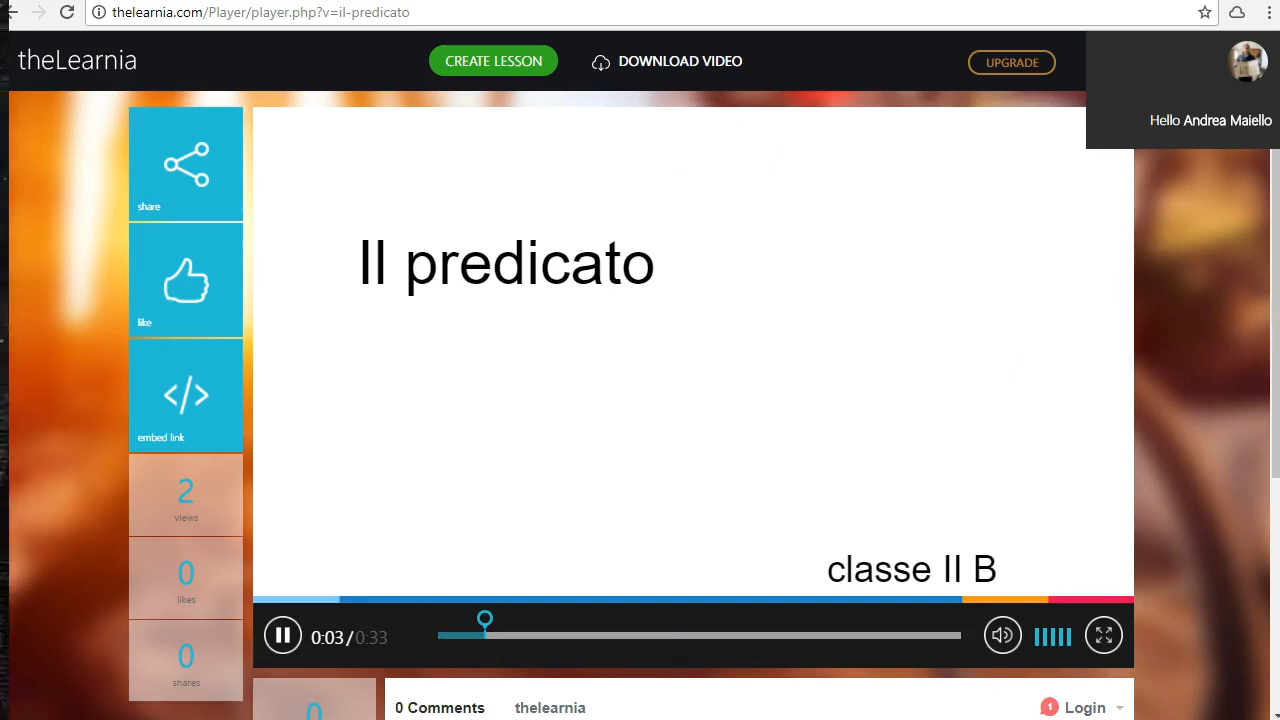 thelearnia.com/Player/player.php?v=il-predicato
theLearnia
CREATE LESSON
DOWNLOAD VIDEO
UPGRADE
Hello Andrea Maiello
share
like
embed link
2
views
0
likes
0
shares
Il predicato
classe II B
0:03/0:33
0
0 Comments
thelearnia
1
Login